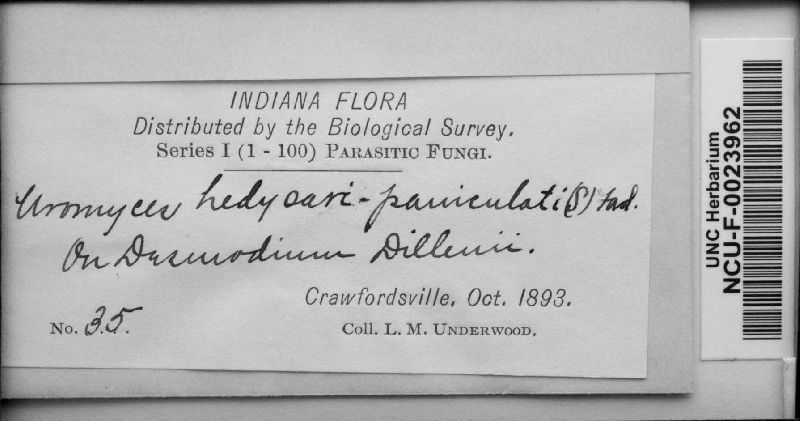 INDIANA FLORA
Distributed by the Biological Survey.
Series I (1 - 100) PARASITIC FUNGI.
Uromyces hedysari-paniculati (S)
On Desmodium Dillenii.
Crawfordsville, Oct. 1893.
No. 35.
Coll. L. M. UNDERWOOD.
UNC Herbarium
NCU-F-0023962